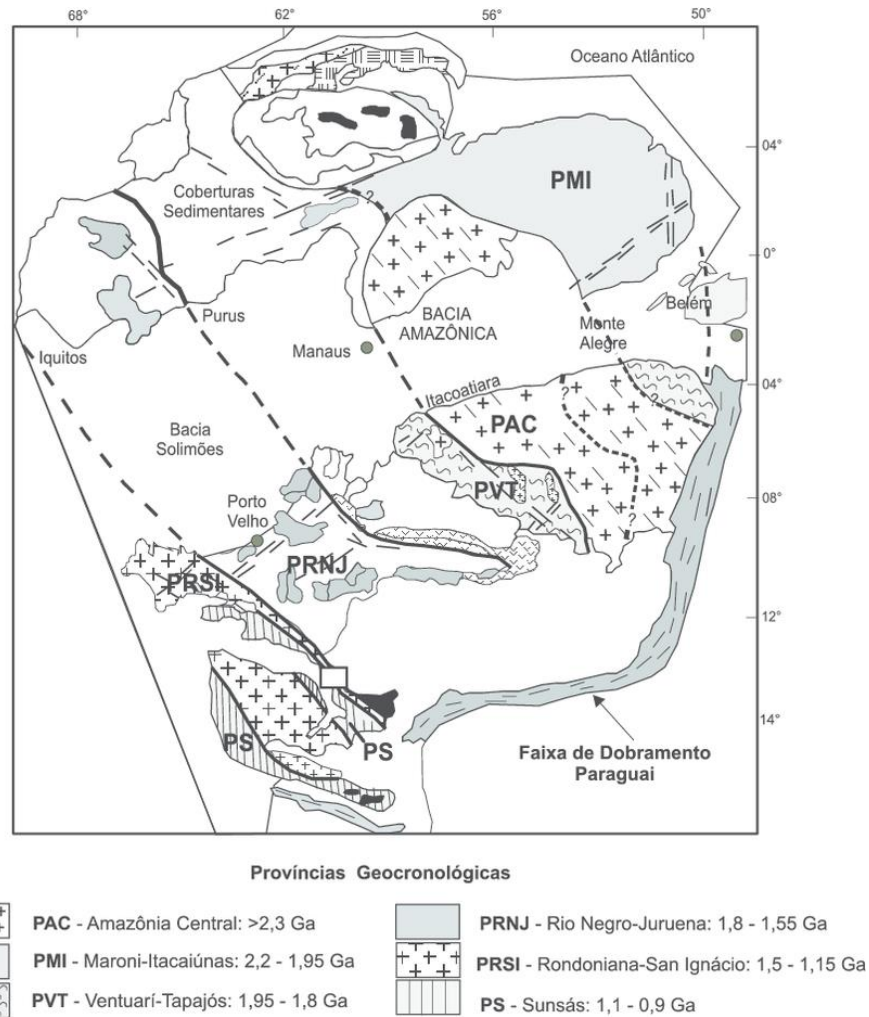 68°
62°
56°
50°
Oceano Atlântico
04°
PMI
?
Coberturas
Sedimentares
0°
Purus
BACIA
AMAZÔNICA
Belém
Monte
Alegre
Manaus
Iquitos
04°
Itacoatiara
?
?
PAC
Bacia
Solimões
PVT
08°
Porto
Velho
?
PRNJ
PRSI
12°
14°
PS
PS
Faixa de Dobramento
Paraguai
Províncias Geocronológicas
PAC - Amazônia Central: >2,3 Ga
PMI - Maroni-Itacaiúnas: 2,2 - 1,95 Ga
PVT - Ventuarí-Tapajós: 1,95 - 1,8 Ga
PRNJ - Rio Negro-Juruena: 1,8 - 1,55 Ga
PRSI - Rondoniana-San Ignácio: 1,5 - 1,15 Ga
PS - Sunsás: 1,1 - 0,9 Ga